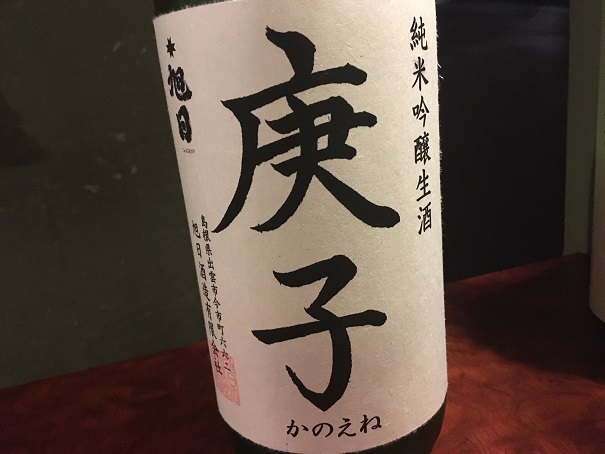 純米吟醸生酒
庚子
かのえね
旭日
島根県出雲市今市町六六二
旭日酒造有限会社